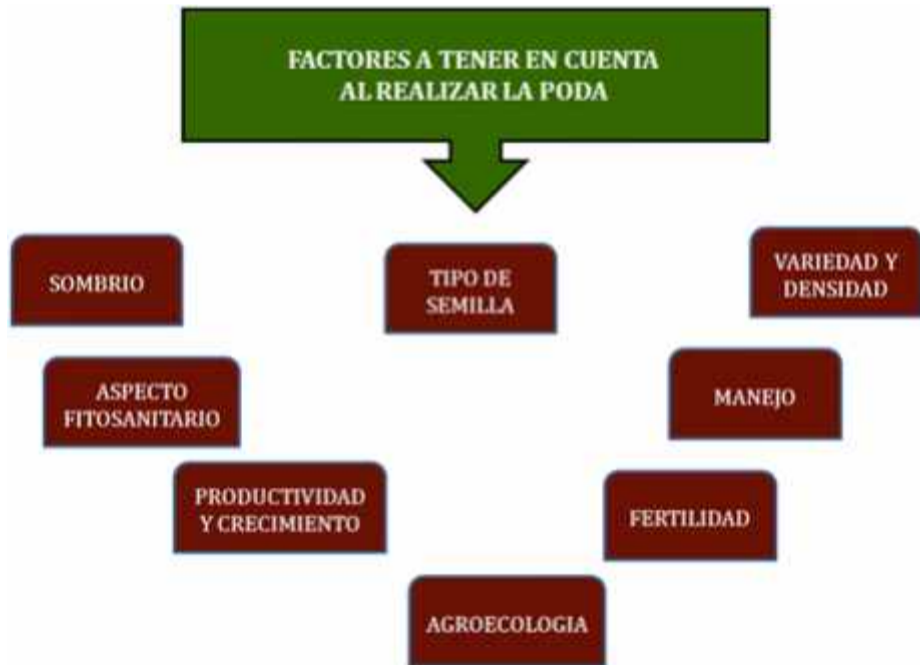 FACTORES A TENER EN CUENTA
AL REALIZAR LA PODA
SOMBRIO
TIPO DE
SEMILLA
VARIEDAD Y
DENSIDAD
ASPECTO
FITOSANITARIO
MANEJO
PRODUCTIVIDAD
Y CRECIMIENTO
FERTILIDAD
AGROECOLOGIA